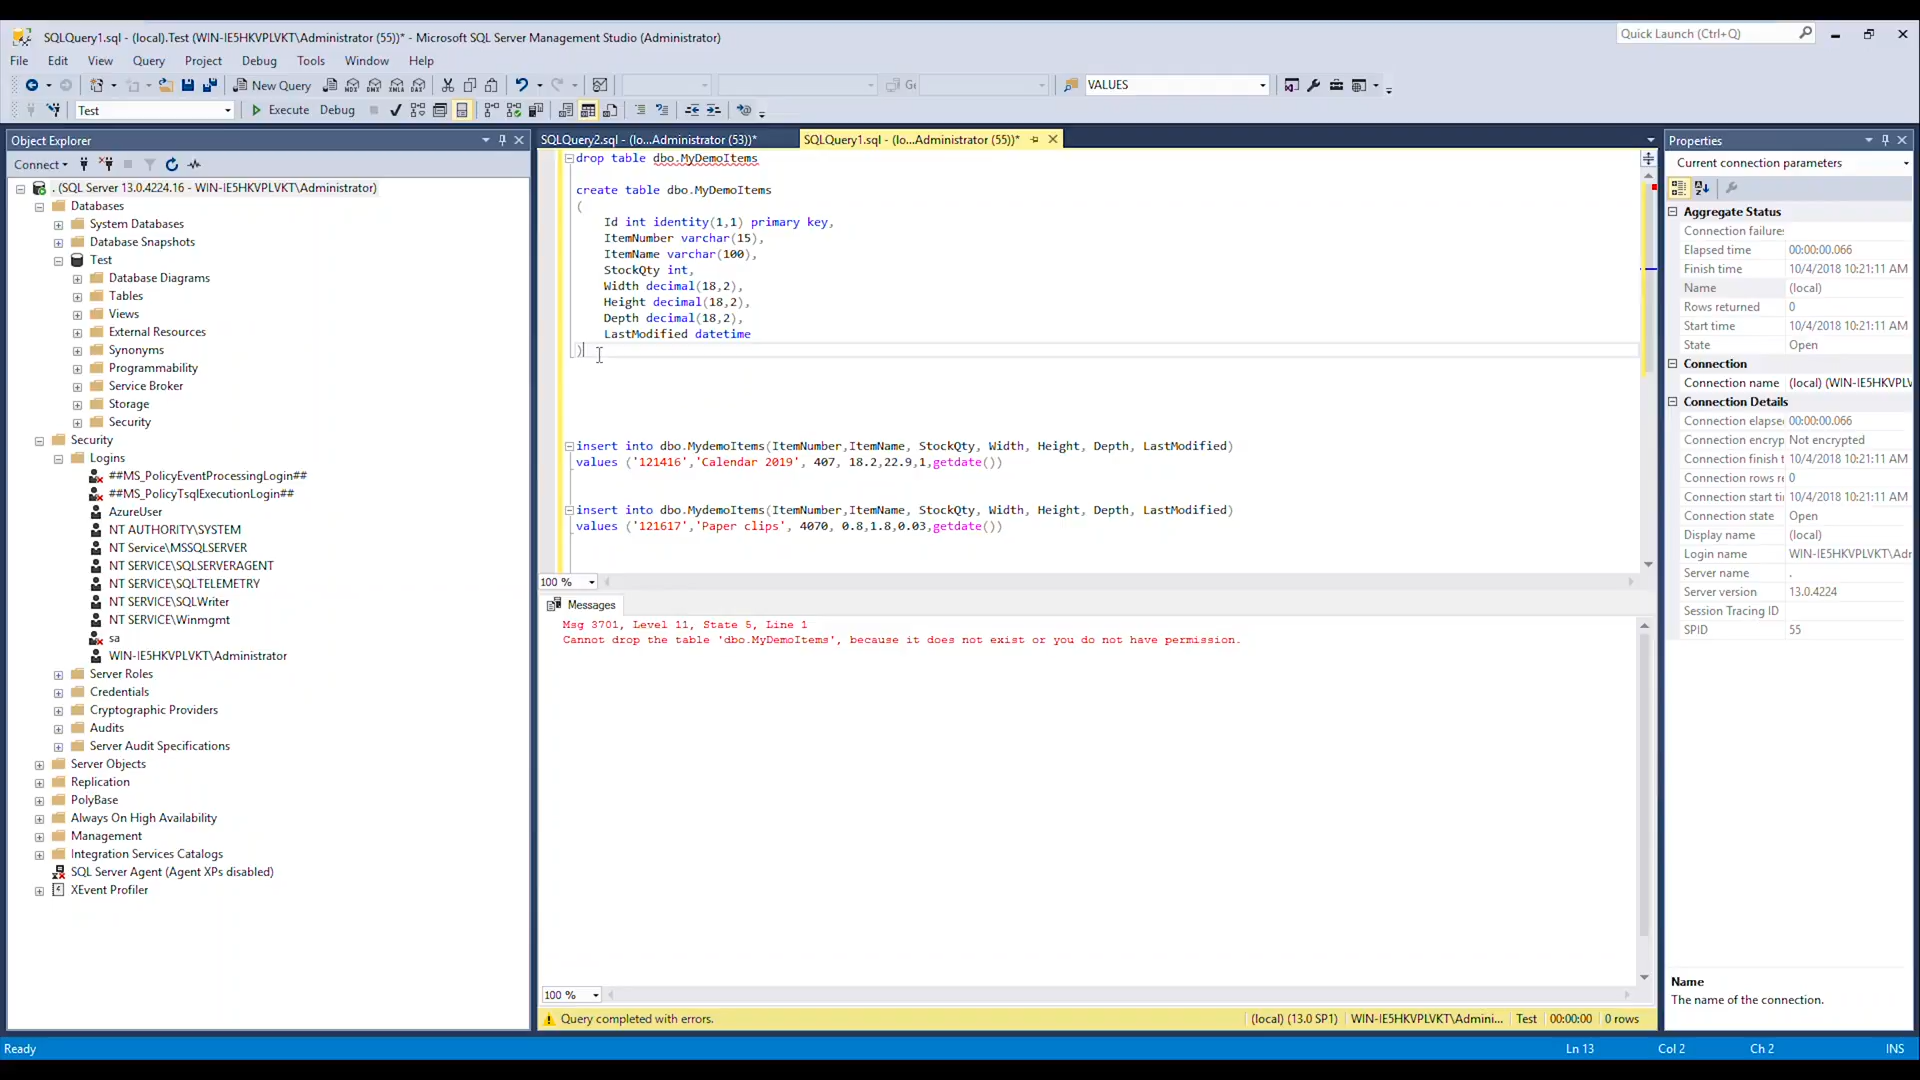 SQLQuery1.sql - (local).Test (WIN-IE5HKVPLVKT\Administrator (55))* - Microsoft SQL Server Management Studio (Administrator)
Quick Launch (Ctrl+Q)
File Edit View Query Project Debug Tools Window Help
New Query
VALUES
Test
Execute Debug
Object Explorer
Connect
. (SQL Server 13.0.4224.16 - WIN-IE5HKVPLVKT\Administrator)
Databases
System Databases
Database Snapshots
Test
Database Diagrams
Tables
Views
External Resources
Synonyms
Programmability
Service Broker
Storage
Security
Security
Logins
##MS_PolicyEventProcessingLogin##
##MS_PolicyTsqlExecutionLogin##
AzureUser
NT AUTHORITY\SYSTEM
NT Service\MSSQLSERVER
NT SERVICE\SQLSERVERAGENT
NT SERVICE\SQLTELEMETRY
NT SERVICE\SQLWriter
NT SERVICE\Winmgmt
sa
WIN-IE5HKVPLVKT\Administrator
Server Roles
Credentials
Cryptographic Providers
Audits
Server Audit Specifications
Server Objects
Replication
PolyBase
Always On High Availability
Management
Integration Services Catalogs
SQL Server Agent (Agent XPs disabled)
XEvent Profiler
SQLQuery2.sql - (lo...Administrator (53))*
SQLQuery1.sql - (lo...Administrator (55))*
drop table dbo.MyDemoItems
create table dbo.MyDemoItems
(
Id int identity(1,1) primary key,
ItemNumber varchar(15),
ItemName varchar(100),
StockQty int,
Width decimal(18,2),
Height decimal(18,2),
Depth decimal(18,2),
LastModified datetime
)
insert into dbo.MydemoItems(ItemNumber,ItemName, StockQty, Width, Height, Depth, LastModified)
values ('121416','Calendar 2019', 407, 18.2,22.9,1,getdate())
insert into dbo.MydemoItems(ItemNumber,ItemName, StockQty, Width, Height, Depth, LastModified)
values ('121617','Paper clips', 4070, 0.8,1.8,0.03,getdate())
100 %
Messages
Msg 3701, Level 11, State 5, Line 1
Cannot drop the table 'dbo.MyDemoItems', because it does not exist or you do not have permission.
100 %
Query completed with errors.
(local) (13.0 SP1) WIN-IE5HKVPLVKT\Admini... Test 00:00:00 0 rows
Properties
Current connection parameters
Aggregate Status
Connection failures
Elapsed time 00:00:00.066
Finish time 10/4/2018 10:21:11 AM
Name (local)
Rows returned 0
Start time 10/4/2018 10:21:11 AM
State Open
Connection
Connection name (local) (WIN-IE5HKVPLV
Connection Details
Connection elapse 00:00:00.066
Connection encryp Not encrypted
Connection finish t 10/4/2018 10:21:11 AM
Connection rows re 0
Connection start ti 10/4/2018 10:21:11 AM
Connection state Open
Display name (local)
Login name WIN-IE5HKVPLVKT\Adr
Server name .
Server version 13.0.4224
Session Tracing ID
SPID 55
Name
The name of the connection.
Ready
Ln 13 Col 2 Ch 2 INS